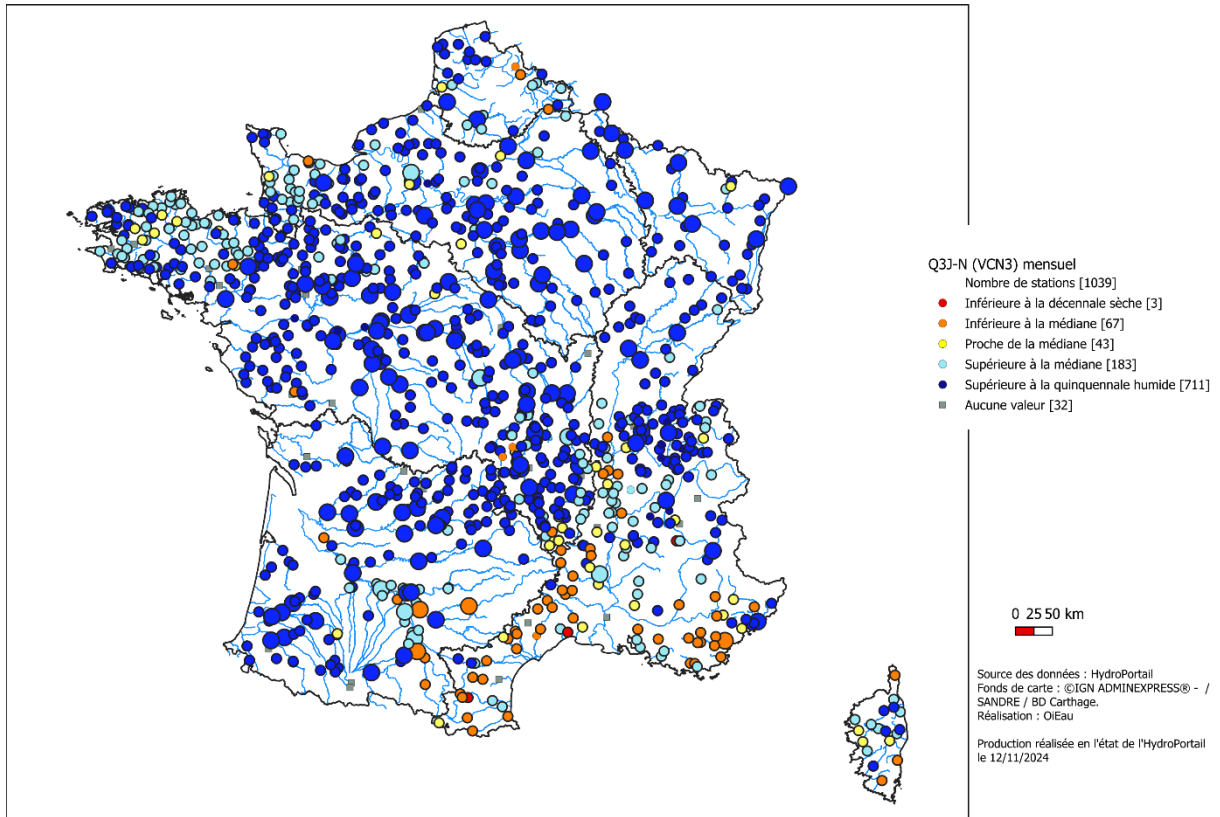 Q3J-N (VCN3) mensuel
Nombre de stations [1039]
Inférieure à la décennale sèche [3]
Inférieure à la médiane [67]
Proche de la médiane [43]
Supérieure à la médiane [183]
Supérieure à la quinquennale humide [711]
Aucune valeur [32]
0 25 50 km
Source des données : HydroPortail
Fonds de carte : ©IGN ADMINEXPRESS® - /
SANDRE / BD Carthage.
Réalisation : OiEau
Production réalisée en l'état de l'HydroPortail
le 12/11/2024